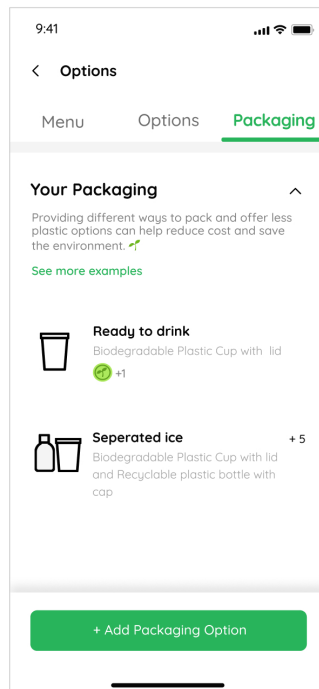 9:41
Options
Menu
Options
Packaging
Your Packaging
Providing different ways to pack and offer less
plastic options can help reduce cost and save
the environment.
See more examples
Ready to drink
Biodegradable Plastic Cup with lid
+1
Seperated ice
+ 5
Biodegradable Plastic Cup with lid
and Recyclable plastic bottle with
cap
+ Add Packaging Option